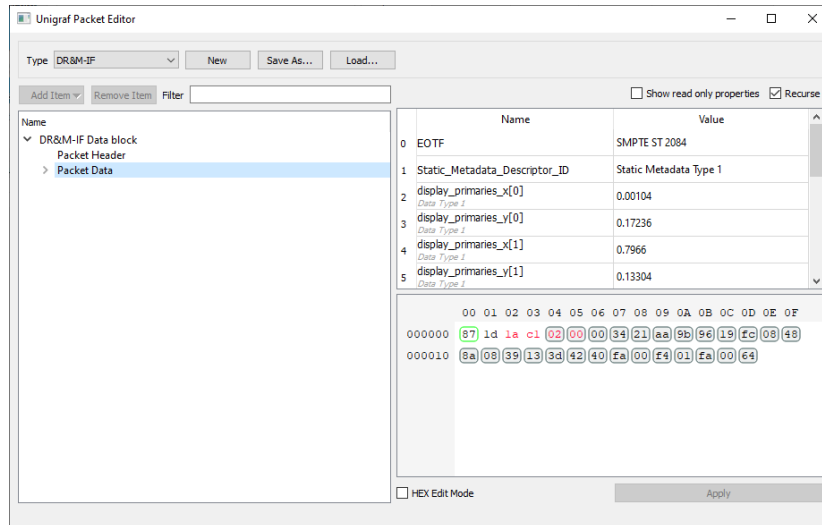 Unigraf Packet Editor
Type DR&M-IF New Save As... Load...
Add Item Remove Item Filter Show read only properties Recurse
Name
DR&M-IF Data block
Packet Header
Packet Data
Name Value
0 EOTF SMPTE ST 2084
1 Static_Metadata_Descriptor_ID Static Metadata Type 1
2 display_primaries_x[0] 0.00104
Data Type 1
3 display_primaries_y[0] 0.17236
Data Type 1
4 display_primaries_x[1] 0.7966
Data Type 1
5 display_primaries_y[1] 0.13304
Data Type 1
00 01 02 03 04 05 06 07 08 09 0A 0B 0C 0D 0E 0F
000000 87 1d 1a c1 02 00 00 34 21 aa 9b 96 19 fc 08 48
000010 8a 08 39 13 3d 42 40 fa 00 f4 01 fa 00 64
HEX Edit Mode Apply